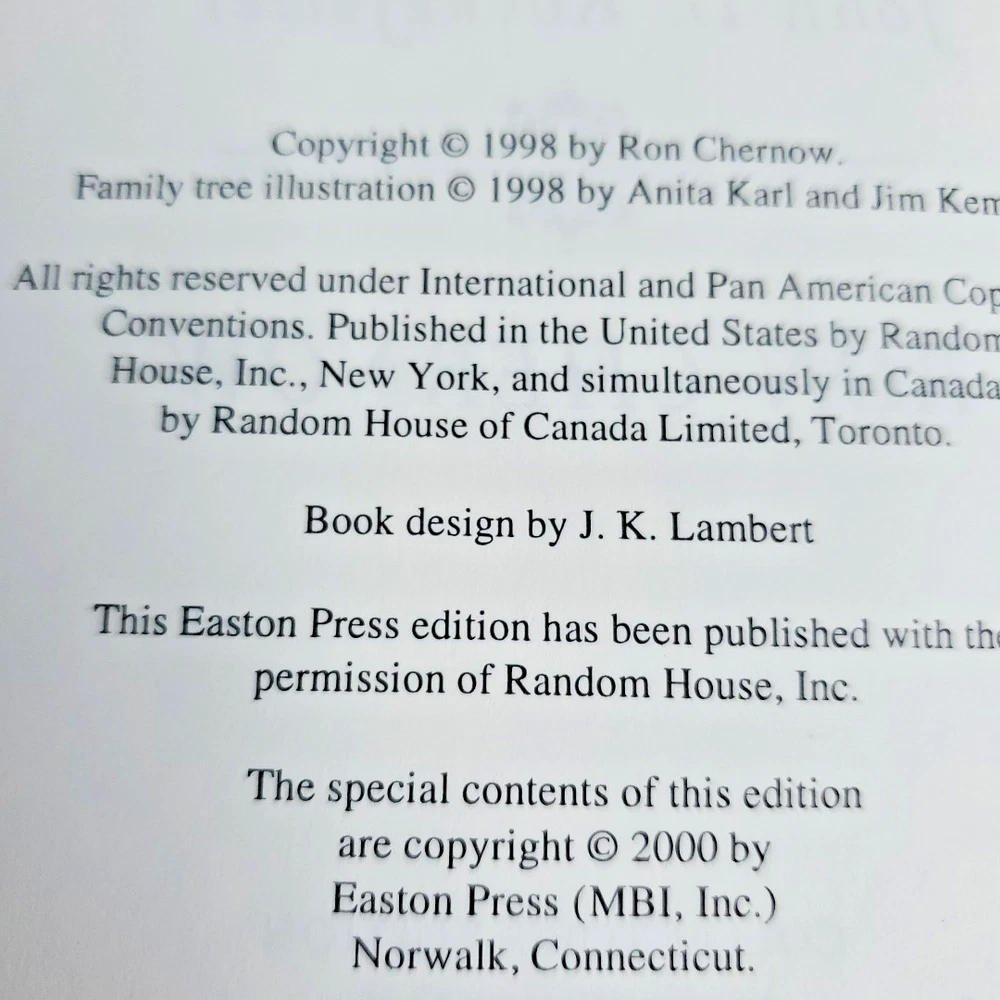 Copyright © 1998 by Ron Chernow.
Family tree illustration © 1998 by Anita Karl and Jim Kem
All rights reserved under International and Pan American Cop
Conventions. Published in the United States by Random
House, Inc., New York, and simultaneously in Canada
by Random House of Canada Limited, Toronto.
Book design by J. K. Lambert
This Easton Press edition has been published with the
permission of Random House, Inc.
The special contents of this edition
are copyright © 2000 by
Easton Press (MBI, Inc.)
Norwalk, Connecticut.